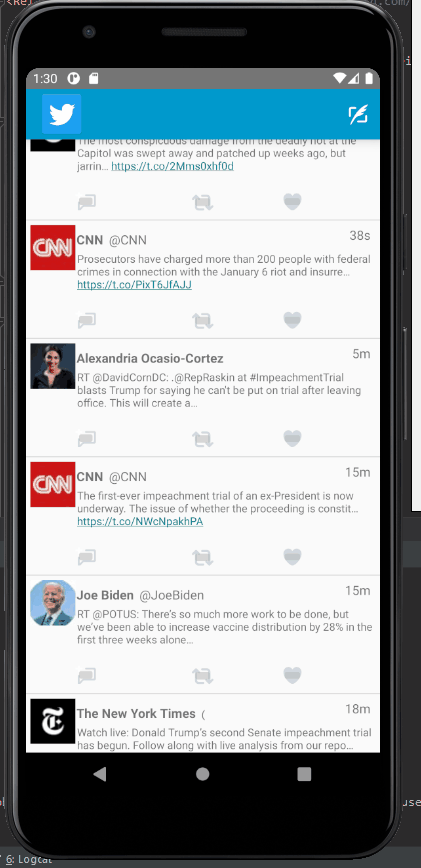 <Re
1:30
The most conspicuous damage from the deadly riot at the
Capitol was swept away and patched up weeks ago, but
jarrin… https://t.co/2Mms0xhf0d
CNN
CNN @CNN 38s
Prosecutors have charged more than 200 people with federal
crimes in connection with the January 6 riot and insurre…
https://t.co/PixT6JfAJJ
Alexandria Ocasio-Cortez 5m
RT @DavidCornDC: .@RepRaskin at #ImpeachmentTrial
blasts Trump for saying he can't be put on trial after leaving
office. This will create a…
CNN
CNN @CNN 15m
The first-ever impeachment trial of an ex-President is now
underway. The issue of whether the proceeding is constit…
https://t.co/NWcNpakhPA
Joe Biden @JoeBiden 15m
RT @POTUS: There's so much more work to be done, but
we've been able to increase vaccine distribution by 28% in the
first three weeks alone…
The New York Times ( 18m
Watch live: Donald Trump's second Senate impeachment trial
has begun. Follow along with live analysis from our repo…
6: Logcat